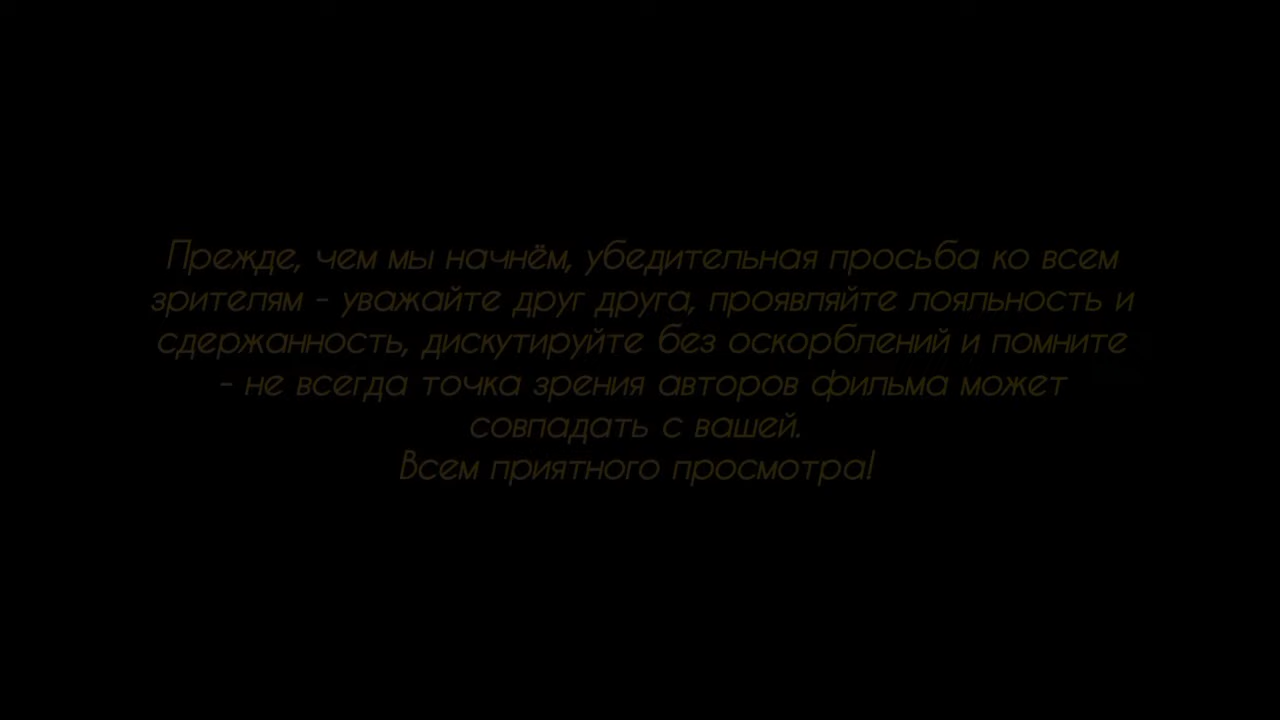 Прежде, чем мы начнём, убедительная просьба ко всем
зрителям - уважайте друг друга, проявляйте лояльность и
сдержанность, дискутируйте без оскорблений и помните
- не всегда точка зрения авторов фильма может
совпадать с вашей.
Всем приятного просмотра!